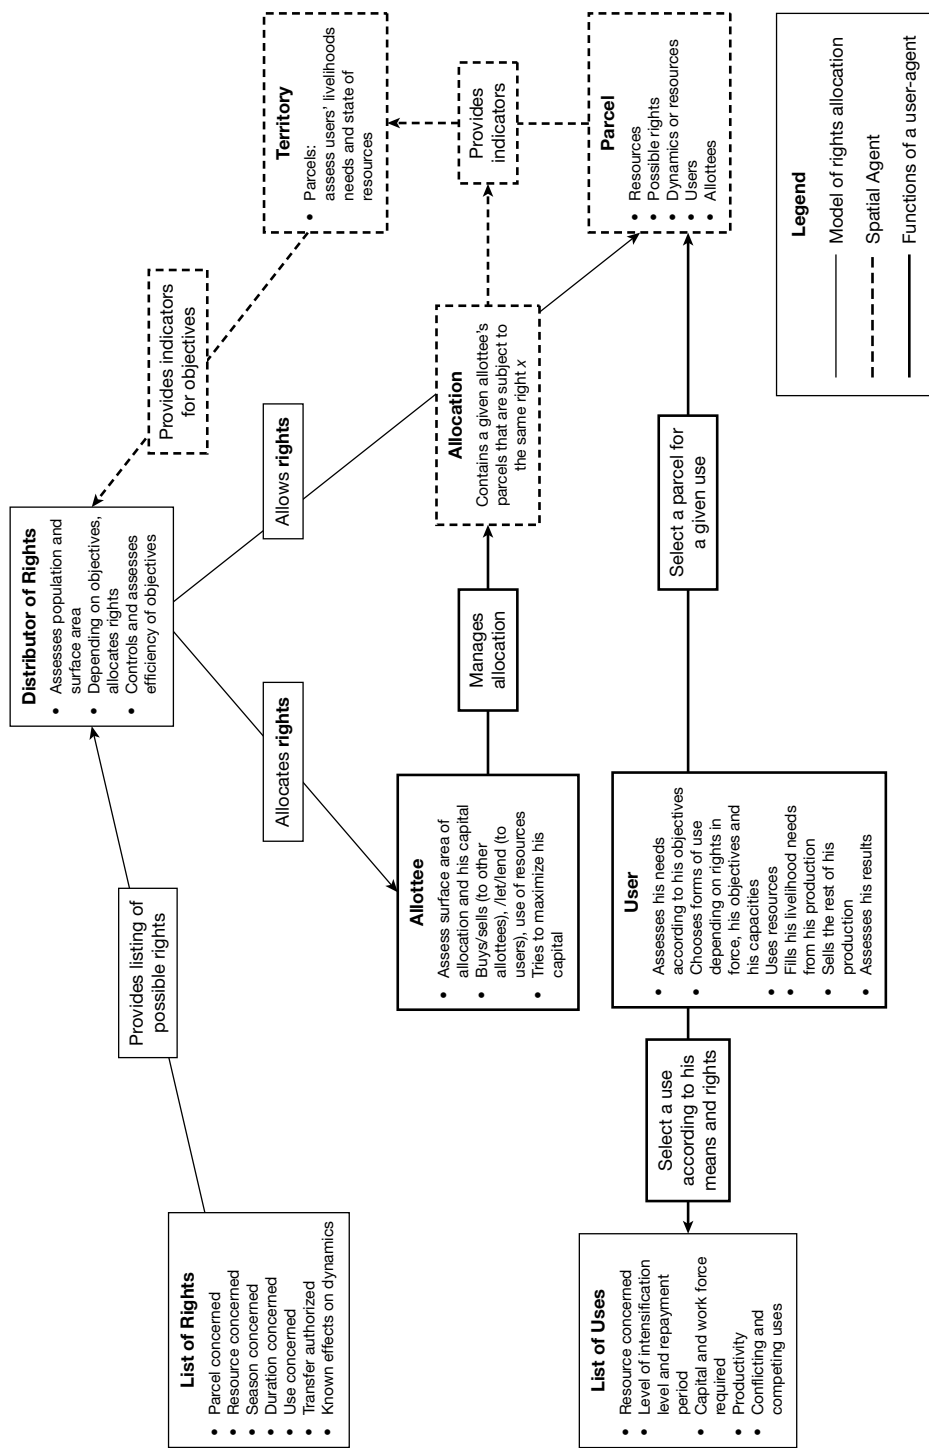 List of Rights
• Parcel concerned
• Resource concerned
• Season concerned
• Duration concerned
• Use concerned
• Transfer authorized
• Known effects on dynamics
Provides listing of
possible rights
Distributor of Rights
• Assesses population and
surface area
• Depending on objectives,
allocates rights
• Controls and assesses
efficiency of objectives
Provides indicators
for objectives
Territory
• Parcels:
assess users' livelihoods
needs and state of
resources
Allocates rights
Allows rights
Provides
indicators
Allottee
• Assess surface area of
allocation and his capital
• Buys/sells (to other
allottees), /let/lend (to
users), use of resources
• Tries to maximize his
capital
Manages
allocation
Allocation
Contains a given allottee's
parcels that are subject to
the same right x
Parcel
• Resources
• Possible rights
• Dynamics or resources
• Users
• Allottees
List of Uses
• Resource concerned
• Level of intensification
level and repayment
period
• Capital and work force
required
• Productivity
• Conflicting and
competing uses
Select a use
according to his
means and rights
User
• Assesses his needs
according to his objectives
• Chooses forms of use
depending on rights in
force, his objectives and
his capacities
• Uses resources
• Fills his livelihood needs
from his production
• Sells the rest of his
production
• Assesses his results
Select a parcel for
a given use
Legend
Model of rights allocation
Spatial Agent
Functions of a user-agent